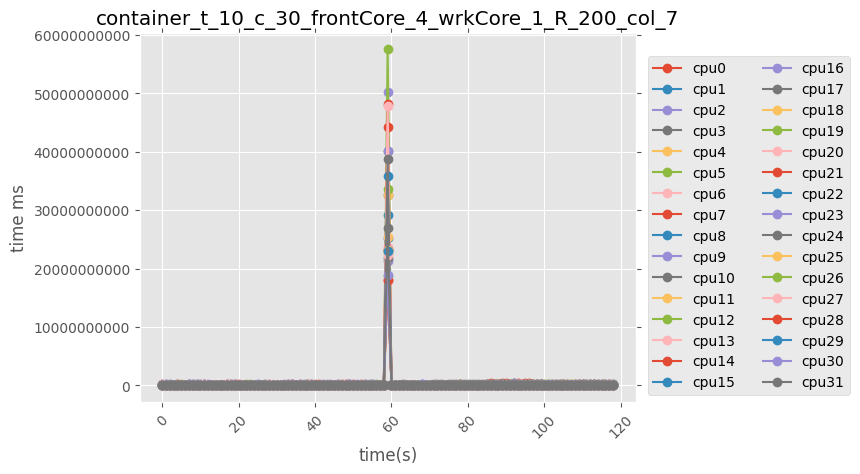 container_t_10_c_30_frontCore_4_wrkCore_1_R_200_col_7
60000000000
50000000000
40000000000
30000000000
20000000000
10000000000
0
time ms
0
20
40
60
80
100
120
time(s)
cpu0
cpu1
cpu2
cpu3
cpu4
cpu5
cpu6
cpu7
cpu8
cpu9
cpu10
cpu11
cpu12
cpu13
cpu14
cpu15
cpu16
cpu17
cpu18
cpu19
cpu20
cpu21
cpu22
cpu23
cpu24
cpu25
cpu26
cpu27
cpu28
cpu29
cpu30
cpu31